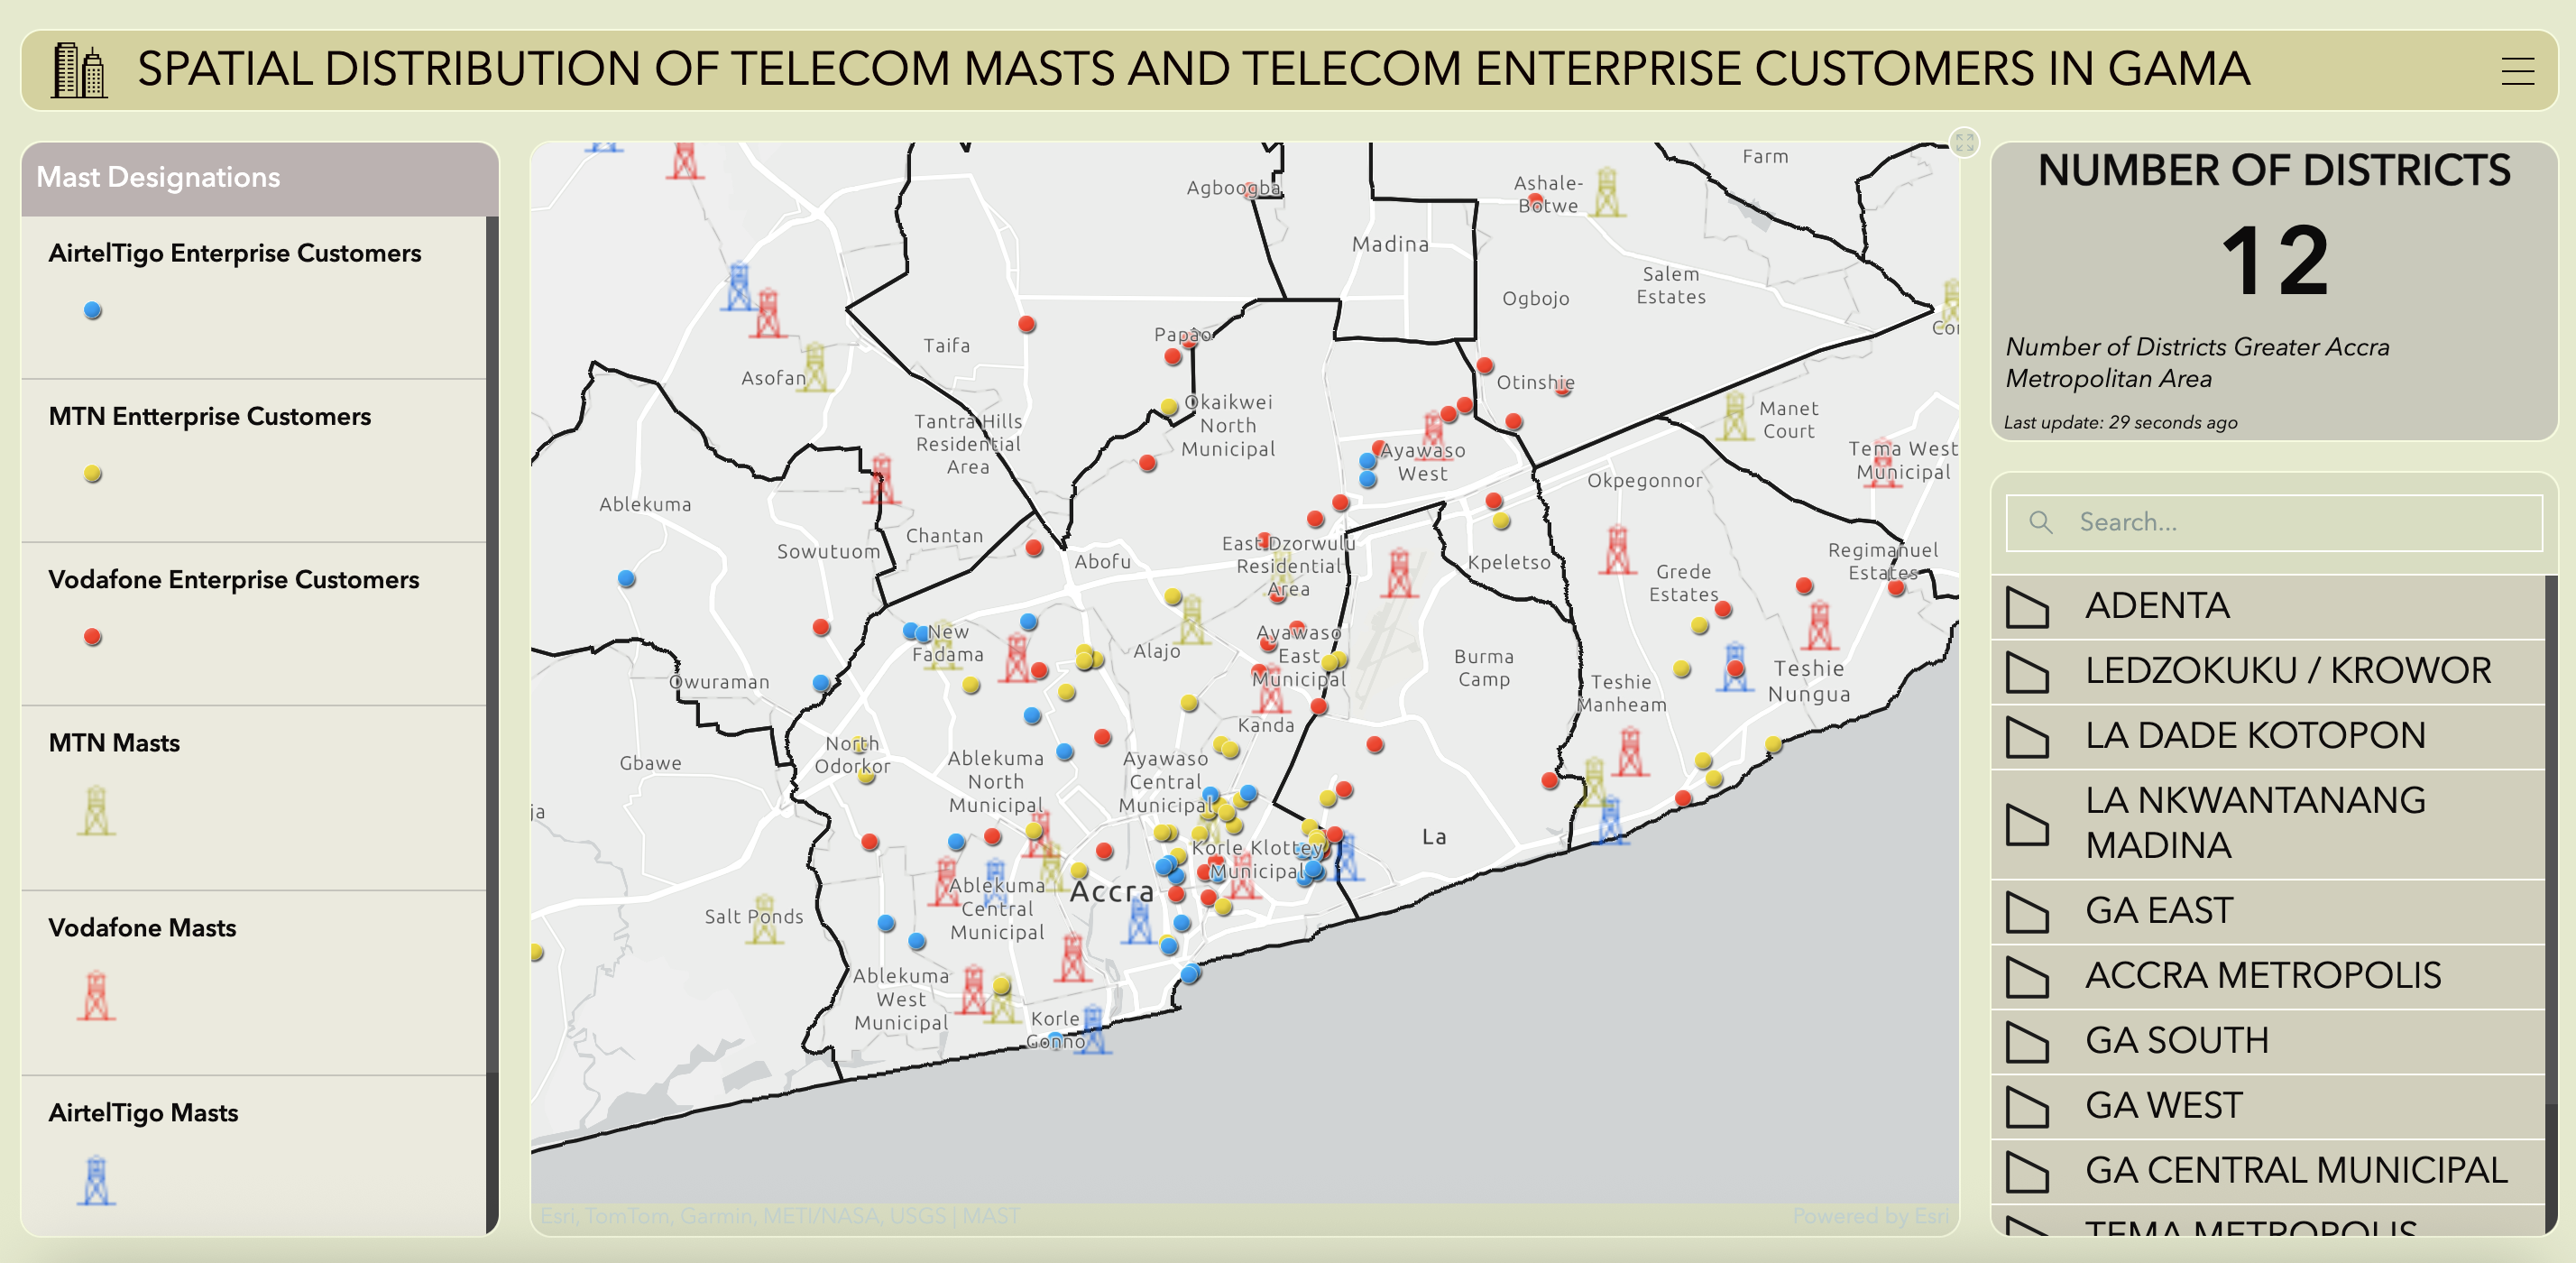 SPATIAL DISTRIBUTION OF TELECOM MASTS AND TELECOM ENTERPRISE CUSTOMERS IN GAMA
Mast Designations
AirtelTigo Enterprise Customers
MTN Entterprise Customers
Vodafone Enterprise Customers
MTN Masts
Vodafone Masts
AirtelTigo Masts
Farm
Agboogba
Ashale-
Botwe
Madina
Salem
Estates
Ogbojo
Papao
Taifa
Asofan
Otinshie
Okaikwei
North
Municipal
Manet
Court
Tantra Hills
Residential
Area
Ayawaso
West
Tema West
Municipal
Okpegonnor
Ablekuma
Chantan
Sowutuom
Abofu
East Dzorwulu
Residential
Area
Kpeletso
Regimanuel
Estates
Grede
Estates
New
Fadama
Alajo
Ayawaso
East
Municipal
Burma
Camp
Owuraman
Teshie
Manheam
Teshie
Nungua
Kanda
North
Odorkor
Gbawe
Ablekuma
North
Municipal
Ayawaso
Central
Municipal
La
Korle Klottey
Municipal
Accra
Ablekuma
Central
Municipal
Salt Ponds
Ablekuma
West
Municipal
Korle
Gonno
Esri, TomTom, Garmin, METI/NASA, USGS | MAST
Powered by Esri
NUMBER OF DISTRICTS
12
Number of Districts Greater Accra
Metropolitan Area
Last update: 29 seconds ago
Search...
ADENTA
LEDZOKUKU / KROWOR
LA DADE KOTOPON
LA NKWANTANANG
MADINA
GA EAST
ACCRA METROPOLIS
GA SOUTH
GA WEST
GA CENTRAL MUNICIPAL
TEMA METROPOLIS